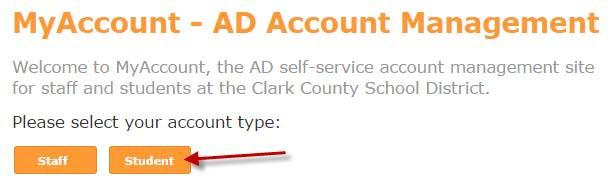 MyAccount - AD Account Management
Welcome to MyAccount, the AD self-service account management site
for staff and students at the Clark County School District.
Please select your account type:
Staff Student